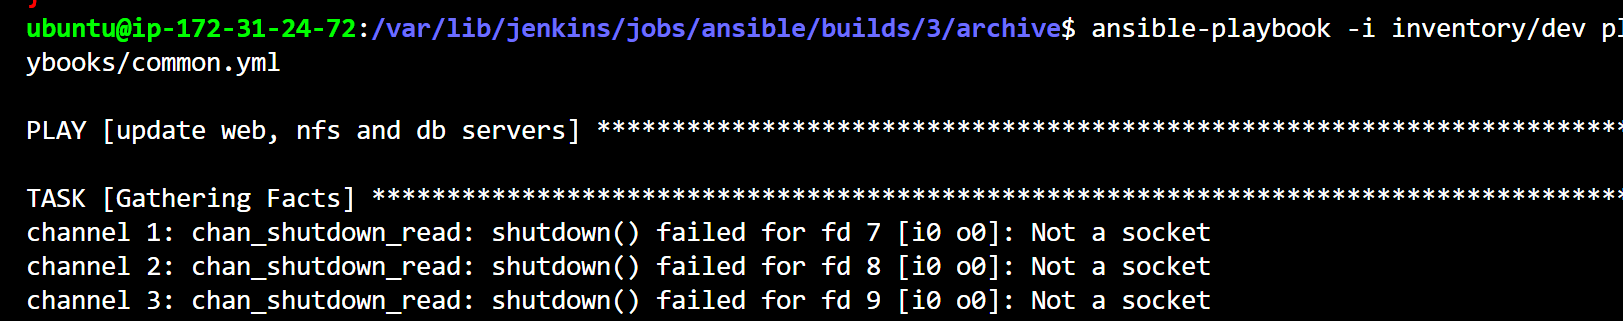 ubuntu@ip-172-31-24-72:/var/lib/jenkins/jobs/ansible/builds/3/archive$ ansible-playbook -i inventory/dev pl
ybooks/common.yml
PLAY [update web, nfs and db servers] *********************************************************************
TASK [Gathering Facts] ************************************************************************************
channel 1: chan_shutdown_read: shutdown() failed for fd 7 [i0 o0]: Not a socket
channel 2: chan_shutdown_read: shutdown() failed for fd 8 [i0 o0]: Not a socket
channel 3: chan_shutdown_read: shutdown() failed for fd 9 [i0 o0]: Not a socket